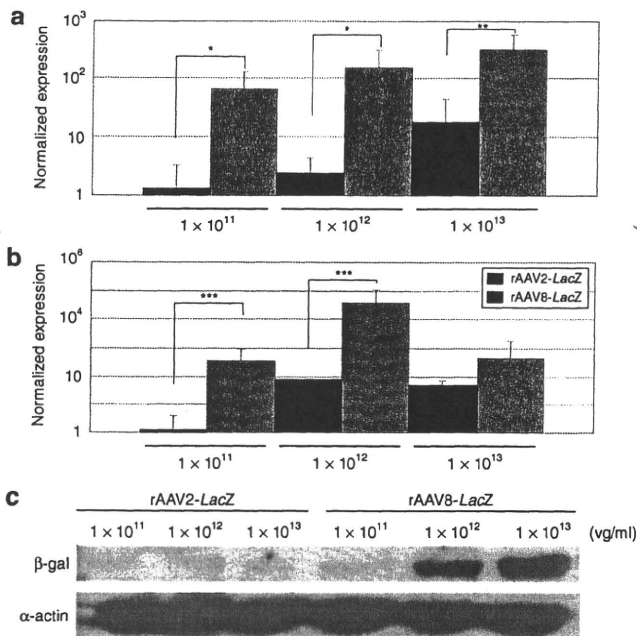 a
Normalized expression
10³
10²
10
1
*
*
**
1 × 10¹¹
1 × 10¹²
1 × 10¹³
b
Normalized expression
10⁶
10⁴
10
1
***
***
rAAV2-LacZ
rAAV8-LacZ
1 × 10¹¹
1 × 10¹²
1 × 10¹³
c
rAAV2-LacZ rAAV8-LacZ
1 × 10¹¹ 1 × 10¹² 1 × 10¹³ 1 × 10¹¹ 1 × 10¹² 1 × 10¹³ (vg/ml)
β-gal
α-actin